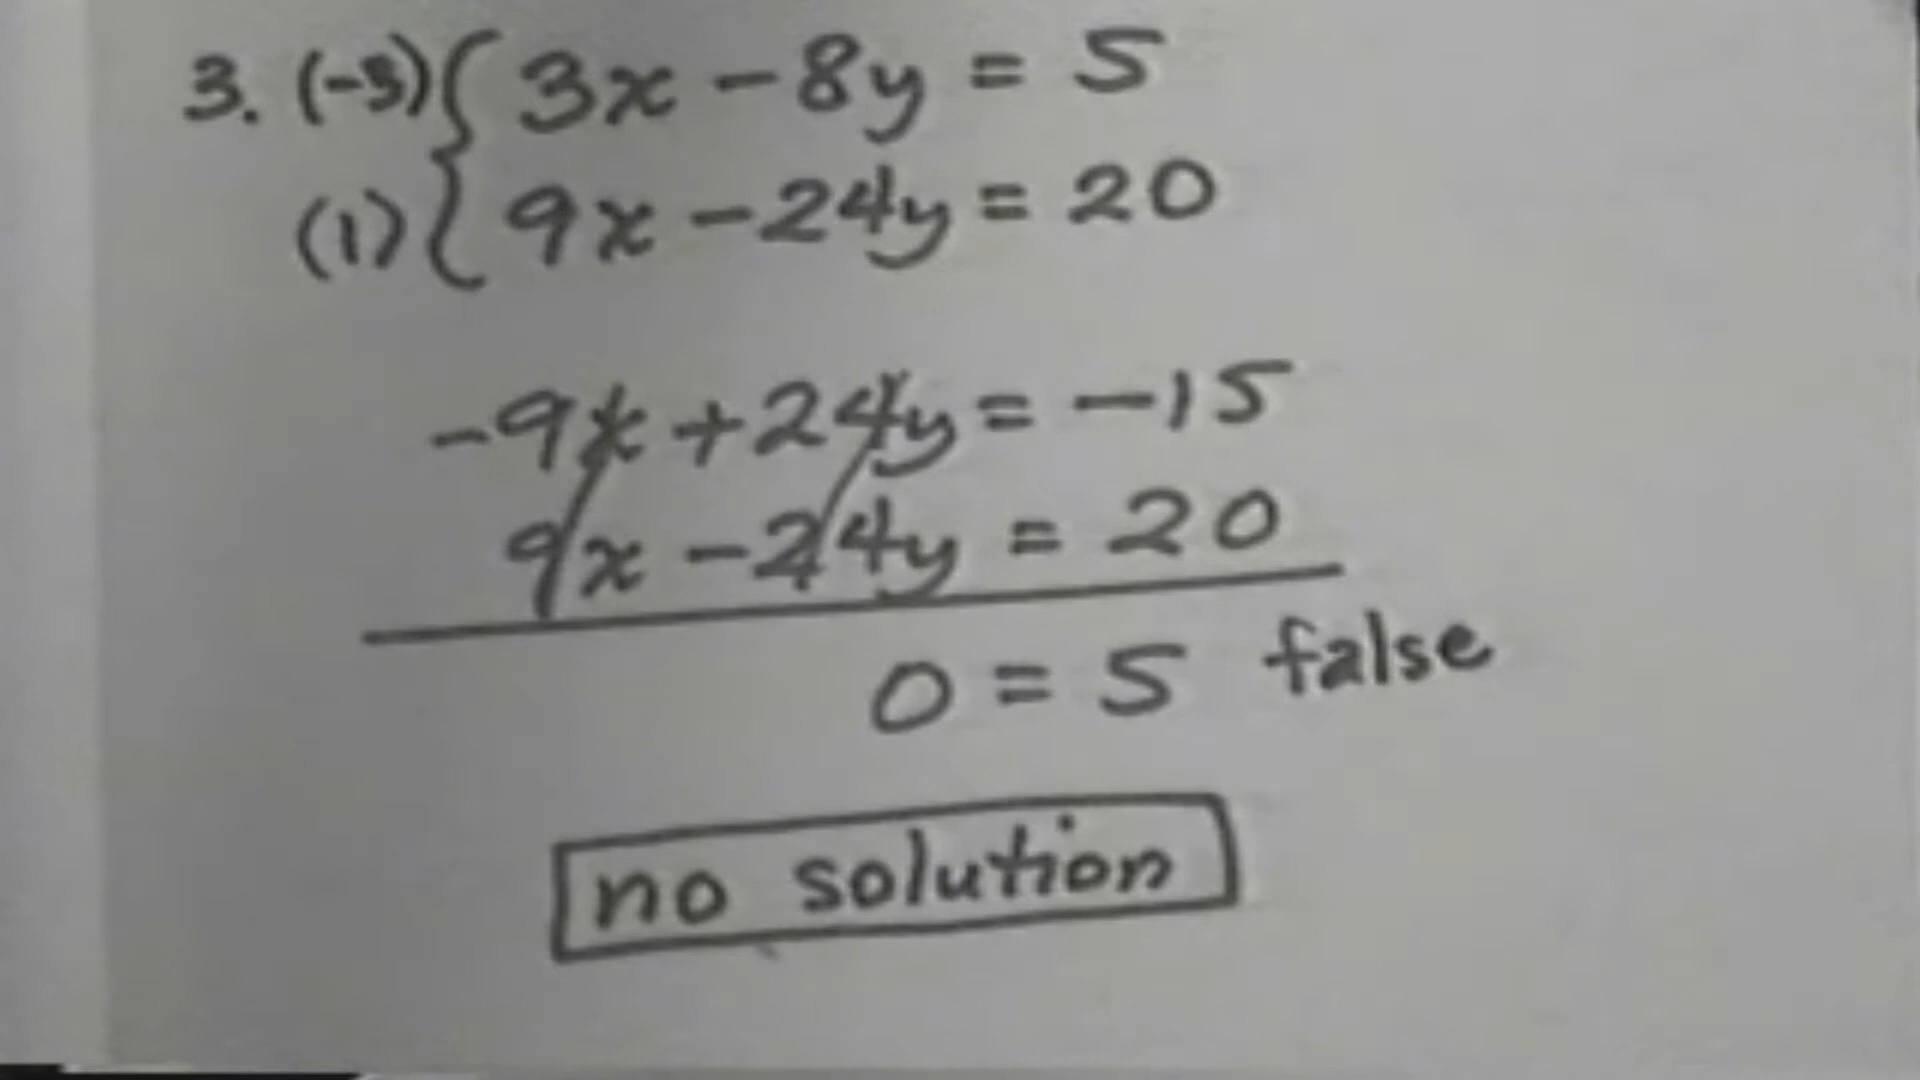 3. (-3){ 3x - 8y = 5
(1){ 9x - 24y = 20
-9x + 24y = -15
9x - 24y = 20
0 = 5 false
no solution